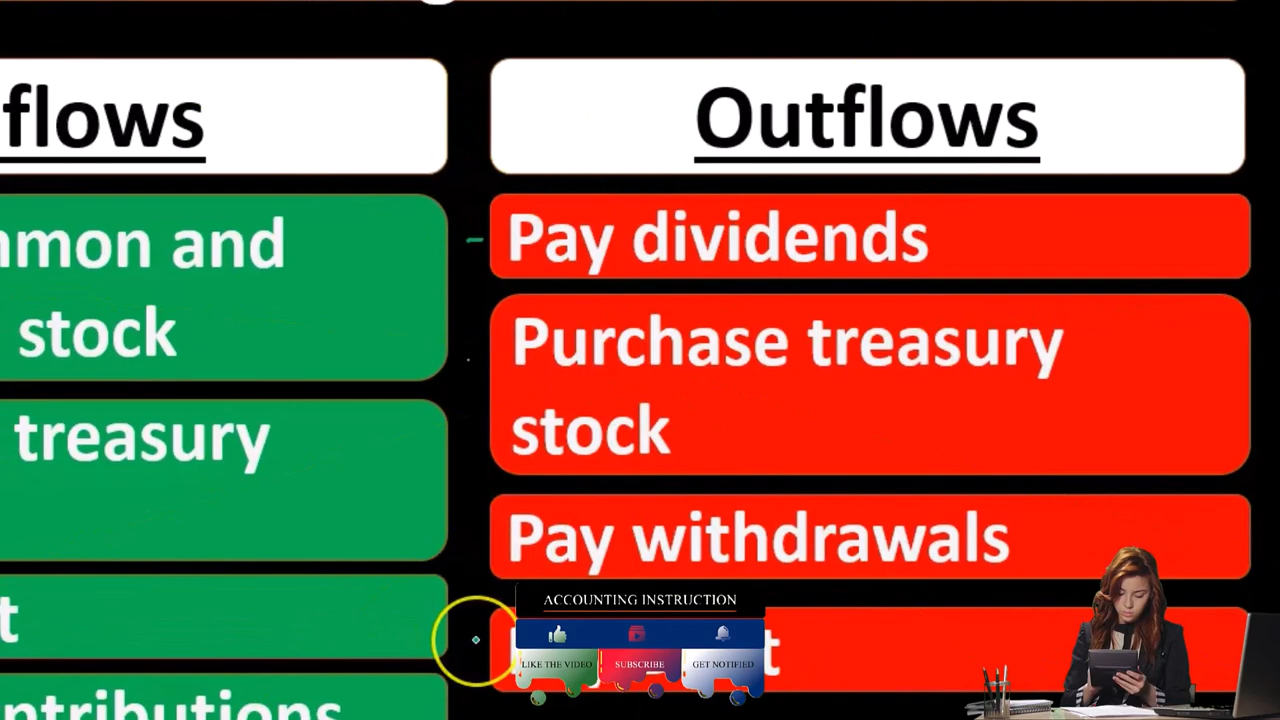 flows
Outflows
mmon and
stock
treasury
t
ntributions
Pay dividends
Purchase treasury
stock
Pay withdrawals
t
ACCOUNTING INSTRUCTION
LIKE THE VIDEO
SUBSCRIBE
GET NOTIFIED